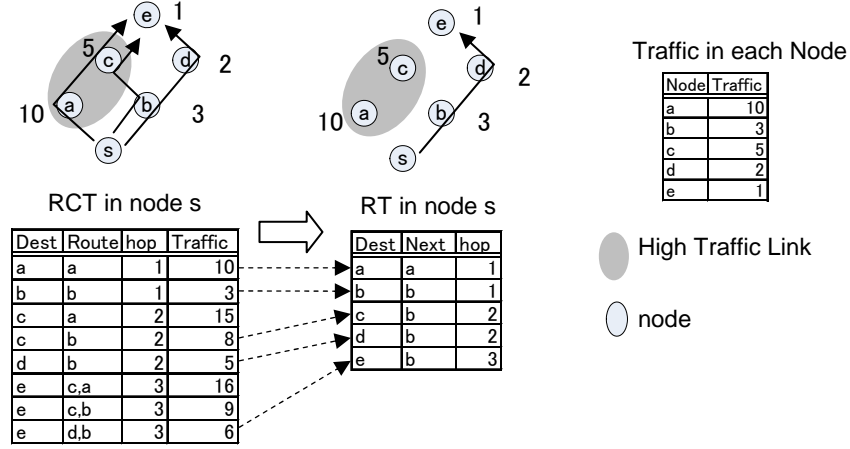 e 1
5
c
d 2
10 a
b 3
s
e 1
5
c
d 2
10 a
b 3
s
Traffic in each Node
Node Traffic
a 10
b 3
c 5
d 2
e 1
High Traffic Link
node
RCT in node s
Dest Route hop Traffic
a a 1 10
b b 1 3
c a 2 15
c b 2 8
d b 2 5
e c,a 3 16
e c,b 3 9
e d,b 3 6
RT in node s
Dest Next hop
a a 1
b b 1
c b 2
d b 2
e b 3